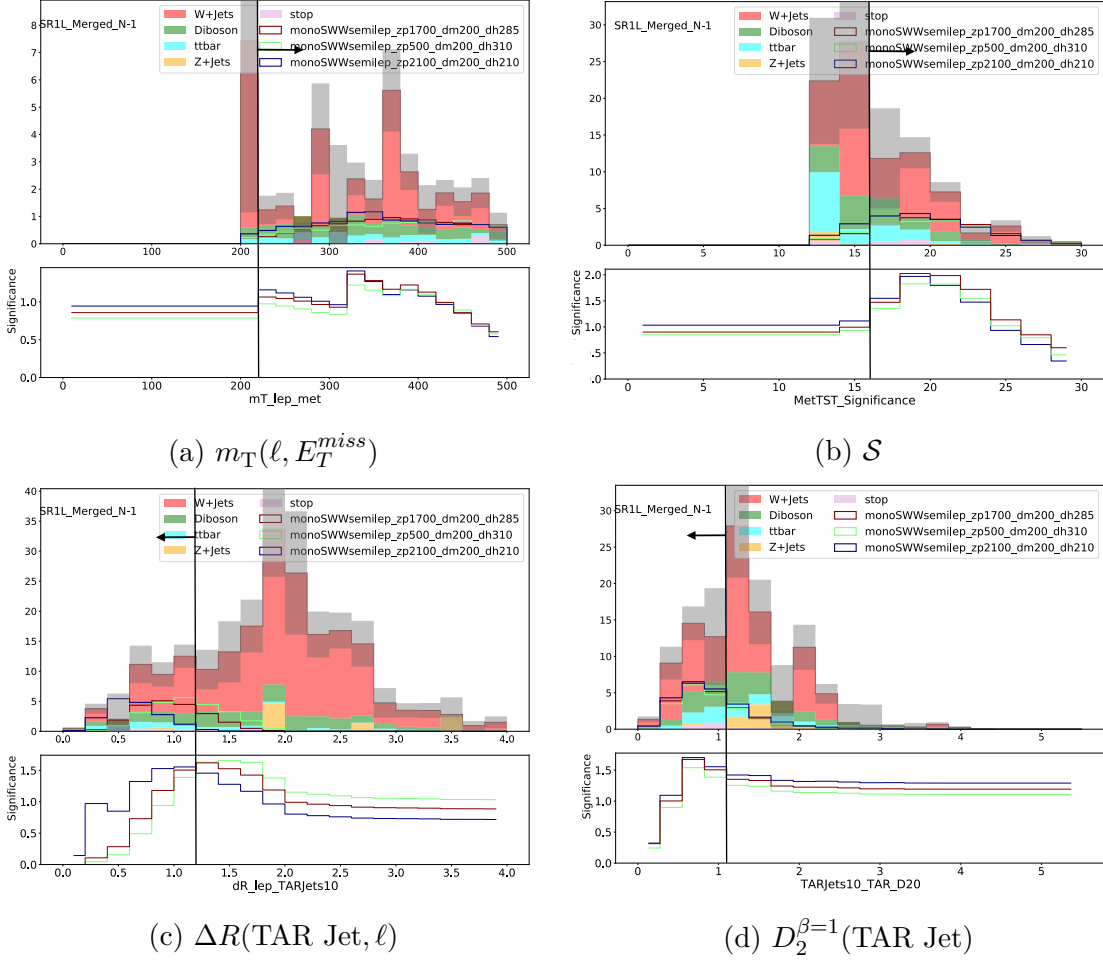 SR1L_Merged_N-1
W+Jets
Diboson
ttbar
Z+Jets
stop
monoSWWsemilep_zp1700_dm200_dh285
monoSWWsemilep_zp500_dm200_dh310
monoSWWsemilep_zp2100_dm200_dh210
8
7
6
5
4
3
2
1
0
0 100 200 300 400 500
Significance
1.0
0.5
0.0
0 100 200 300 400 500
mT_lep_met
(a) m_T(ℓ, E_T^{miss})
SR1L_Merged_N-1
W+Jets
Diboson
ttbar
Z+Jets
stop
monoSWWsemilep_zp1700_dm200_dh285
monoSWWsemilep_zp500_dm200_dh310
monoSWWsemilep_zp2100_dm200_dh210
30
25
20
15
10
5
0
0 5 10 15 20 25 30
Significance
2.0
1.5
1.0
.5
.0
0 5 10 15 20 25 30
MetTST_Significance
(b) 𝒮
SR1L_Merged_N-1
W+Jets
Diboson
ttbar
Z+Jets
stop
monoSWWsemilep_zp1700_dm200_dh285
monoSWWsemilep_zp500_dm200_dh310
monoSWWsemilep_zp2100_dm200_dh210
40
35
30
25
20
15
10
5
0
0.0 0.5 1.0 1.5 2.0 2.5 3.0 3.5 4.0
Significance
1.5
1.0
0.5
0.0
0.0 0.5 1.0 1.5 2.0 2.5 3.0 3.5 4.0
dR_lep_TARJets10
(c) ΔR(TAR Jet, ℓ)
SR1L_Merged_N-1
W+Jets
Diboson
ttbar
Z+Jets
stop
monoSWWsemilep_zp1700_dm200_dh285
monoSWWsemilep_zp500_dm200_dh310
monoSWWsemilep_zp2100_dm200_dh210
30
25
20
15
10
5
0
0 1 2 3 4 5
Significance
1.5
1.0
0.5
0.0
0 1 2 3 4 5
TARJets10_TAR_D20
(d) D_2^{β=1}(TAR Jet)